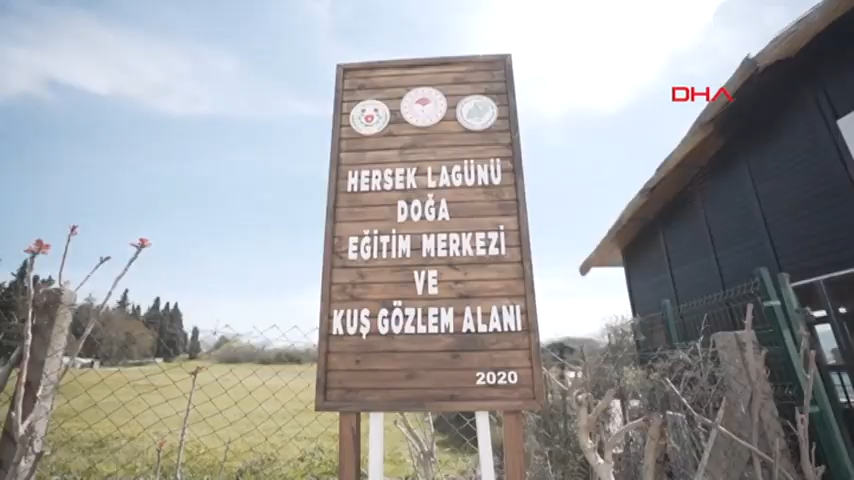 DHA
HERSEK LAGÜNÜ
DOĞA
EĞİTİM MERKEZİ
VE
KUŞ GÖZLEM ALANI
2020